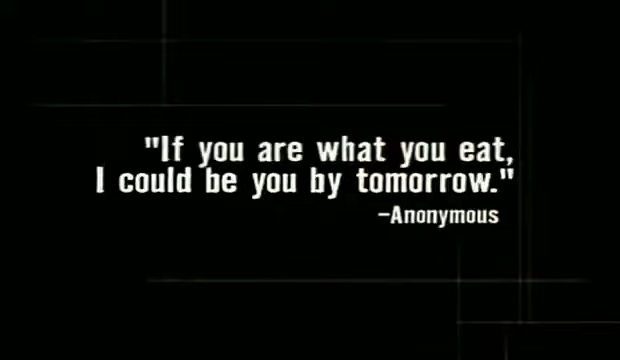 "If you are what you eat,
I could be you by tomorrow."
–Anonymous